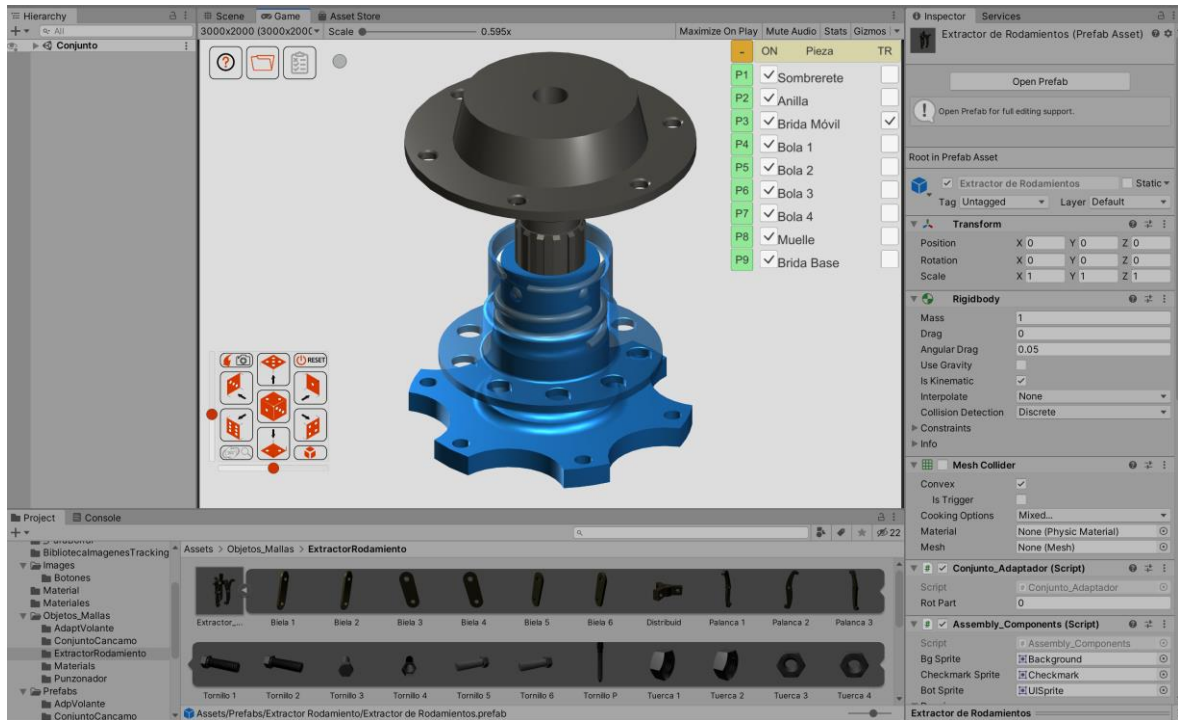 Hierarchy
All
Conjunto
Scene Game Asset Store
3000x2000 (3000x200( Scale 0.595x Maximize On Play Mute Audio Stats Gizmos
RESET
- ON Pieza TR
P1 Sombrerete
P2 Anilla
P3 Brida Móvil
P4 Bola 1
P5 Bola 2
P6 Bola 3
P7 Bola 4
P8 Muelle
P9 Brida Base
Project Console
22
BibliotecaImagenesTracking
Images
Botones
Material
Materiales
Objetos_Mallas
AdaptVolante
ConjuntoCancamo
ExtractorRodamiento
Materials
Punzonador
Prefabs
AdpVolante
ConjuntoCancamo
Assets > Objetos_Mallas > ExtractorRodamiento
Extractor_... Biela 1 Biela 2 Biela 3 Biela 4 Biela 5 Biela 6 Distribuid Palanca 1 Palanca 2 Palanca 3
Tornillo 1 Tornillo 2 Tornillo 3 Tornillo 4 Tornillo 5 Tornillo 6 Tornillo P Tuerca 1 Tuerca 2 Tuerca 3 Tuerca 4
Assets/Prefabs/Extractor Rodamiento/Extractor de Rodamientos.prefab
Inspector Services
Extractor de Rodamientos (Prefab Asset)
Open Prefab
Open Prefab for full editing support.
Root in Prefab Asset
Extractor de Rodamientos Static
Tag Untagged Layer Default
Transform
Position X 0 Y 0 Z 0
Rotation X 0 Y 0 Z 0
Scale X 1 Y 1 Z 1
Rigidbody
Mass 1
Drag 0
Angular Drag 0.05
Use Gravity
Is Kinematic
Interpolate None
Collision Detection Discrete
Constraints
Info
Mesh Collider
Convex
Is Trigger
Cooking Options Mixed...
Material None (Physic Material)
Mesh None (Mesh)
Conjunto_Adaptador (Script)
Script Conjunto_Adaptador
Rot Part 0
Assembly_Components (Script)
Script Assembly_Components
Bg Sprite Background
Checkmark Sprite Checkmark
Bot Sprite UISprite
Extractor de Rodamientos